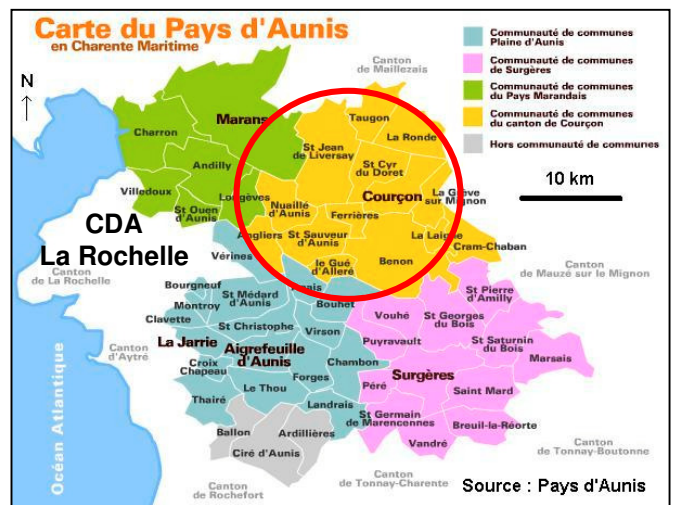 Carte du Pays d'Aunis
en Charente Maritime
Communauté de communes
Plaine d'Aunis
Communauté de communes
de Surgères
Communauté de communes
du Pays Marandais
Communauté de communes
du canton de Courçon
Hors communauté de communes
Canton
de Maillezais
N
10 km
Marans
Charron
Andilly
Villedoux
Longèves
St Ouen
d'Aunis
Taugon
La Ronde
St Jean
de Liversay
St Cyr
du Doret
Courçon
La Grève
sur Mignon
Nuaillé
d'Aunis
Ferrières
Angliers
St Sauveur
d'Aunis
La Laigne
Cram-Chaban
le Gué
d'Alleré
Benon
CDA
La Rochelle
Canton
de La Rochelle
Vérines
Canton
de Mauzé sur le Mignon
Bourgneuf
St Médard
d'Aunis
Bouhet
Montroy
Clavette
St Christophe
Virson
La Jarrie
Aigrefeuille
d'Aunis
Canton
d'Aytré
Croix
Chapeau
Chambon
Forges
Le Thou
Thairé
Landrais
Ballon
Ardillières
Ciré d'Aunis
St Pierre
d'Amilly
Vouhé
St Georges
du Bois
Puyravault
St Saturnin
du Bois
Marsais
Surgères
Péré
Saint Mard
St Germain
de Marencennes
Breuil-la-Réorte
Vandré
Canton
de Tonnay-Boutonne
Canton
de Tonnay-Charente
Canton
de Rochefort
Océan Atlantique
Source : Pays d'Aunis